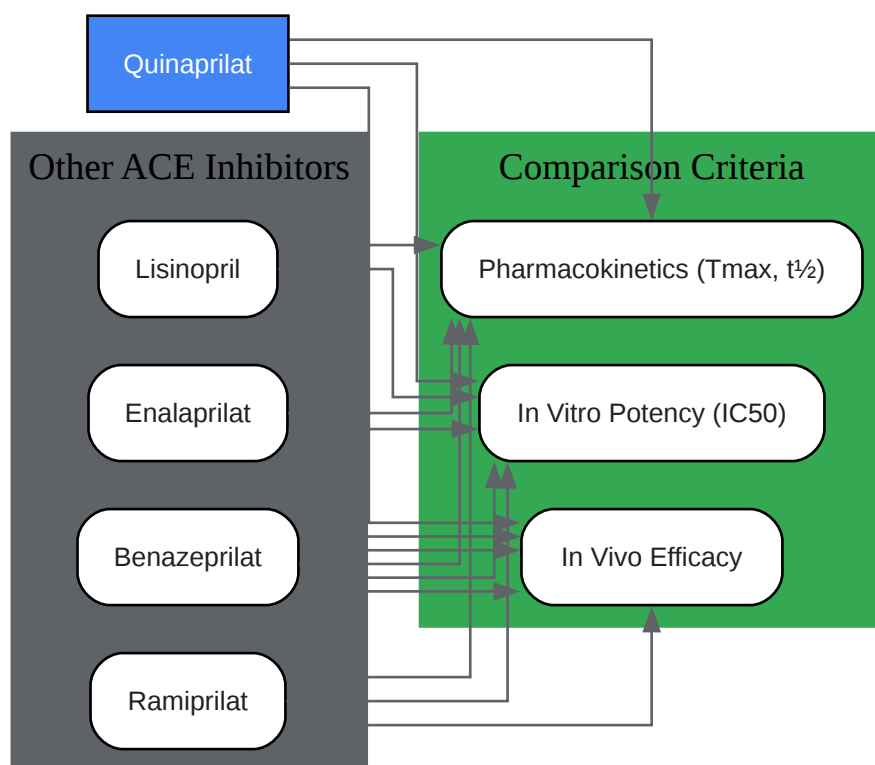 Quinaprilat
Other ACE Inhibitors
Lisinopril
Enalaprilat
Benazeprilat
Ramiprilat
Comparison Criteria
Pharmacokinetics (Tmax, t½)
In Vitro Potency (IC50)
In Vivo Efficacy